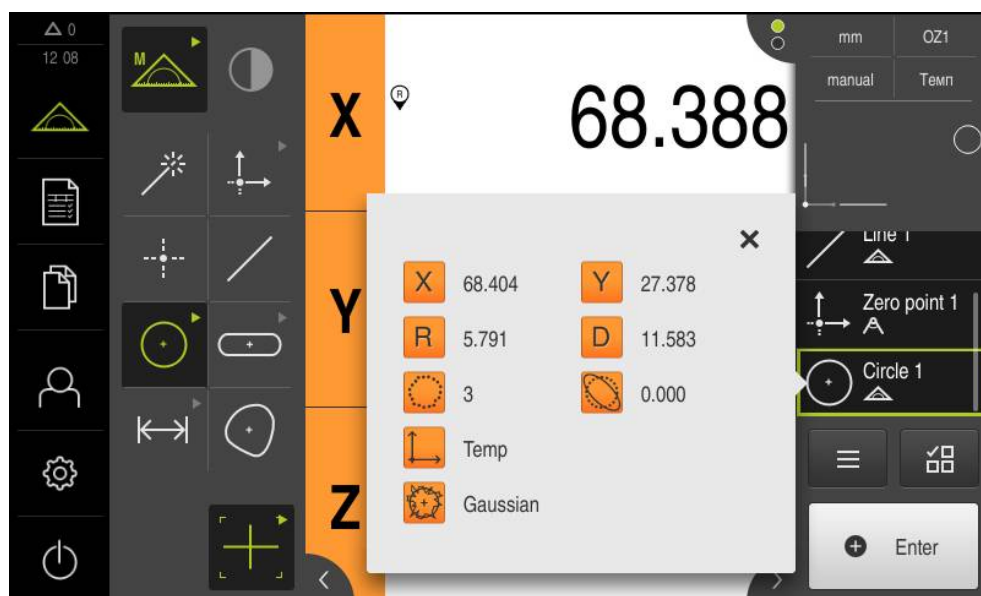 0
12 08
M
X
R
68.388
Y
Z
mm
OZ1
manual
Темп
X
68.404
Y
27.378
R
5.791
D
11.583
3
0.000
Temp
Gaussian
Line 1
Zero point 1
Circle 1
Enter